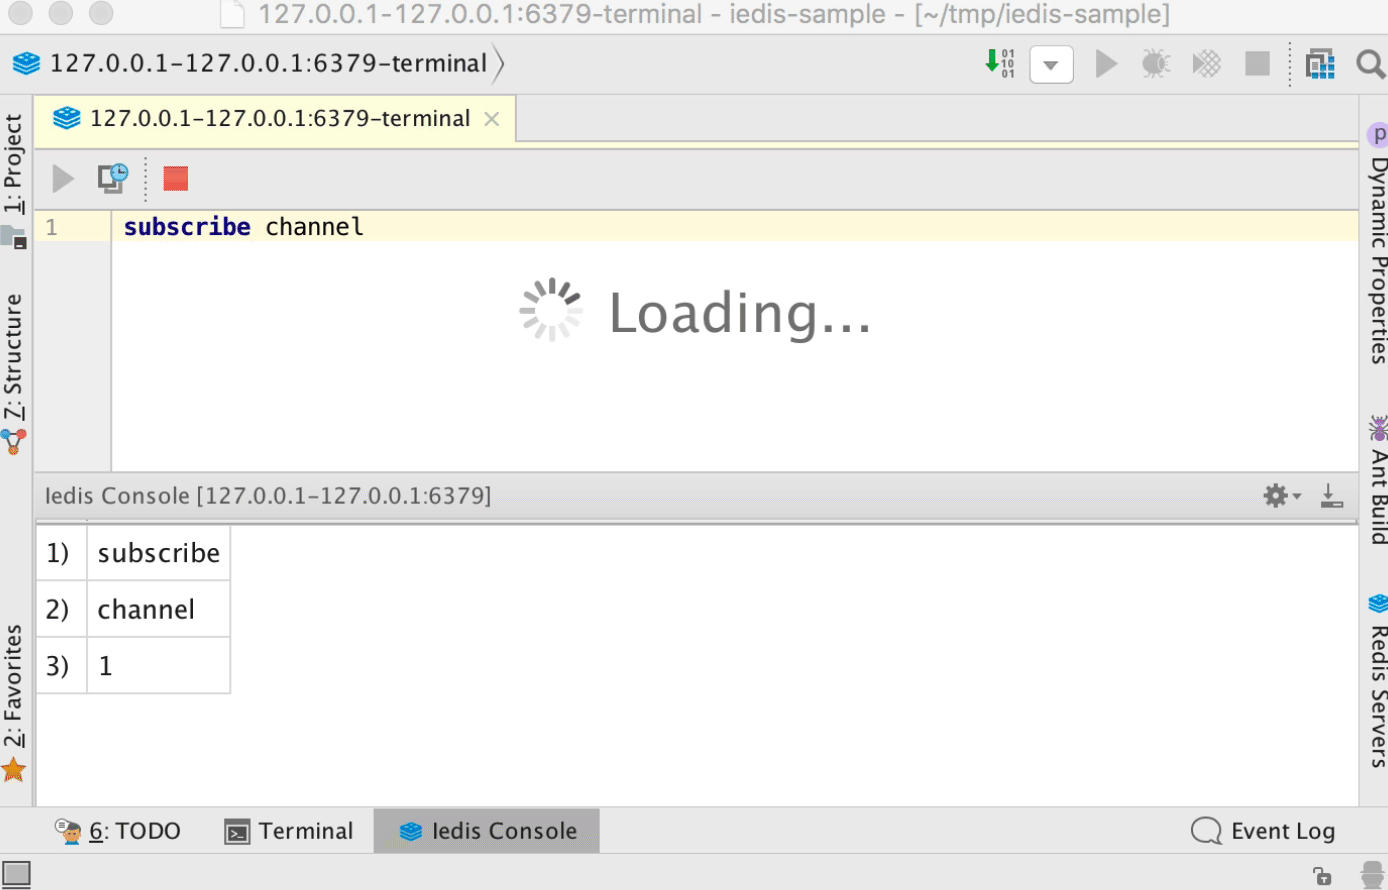 127.0.0.1-127.0.0.1:6379-terminal - iedis-sample - [~/tmp/iedis-sample]
127.0.0.1-127.0.0.1:6379-terminal
01
10
01
127.0.0.1-127.0.0.1:6379-terminal
1: Project
Z: Structure
2: Favorites
1 subscribe channel
Loading...
Iedis Console [127.0.0.1-127.0.0.1:6379]
1) subscribe
2) channel
3) 1
p
Dynamic Properties
Ant Build
Redis Servers
6: TODO Terminal Iedis Console Event Log